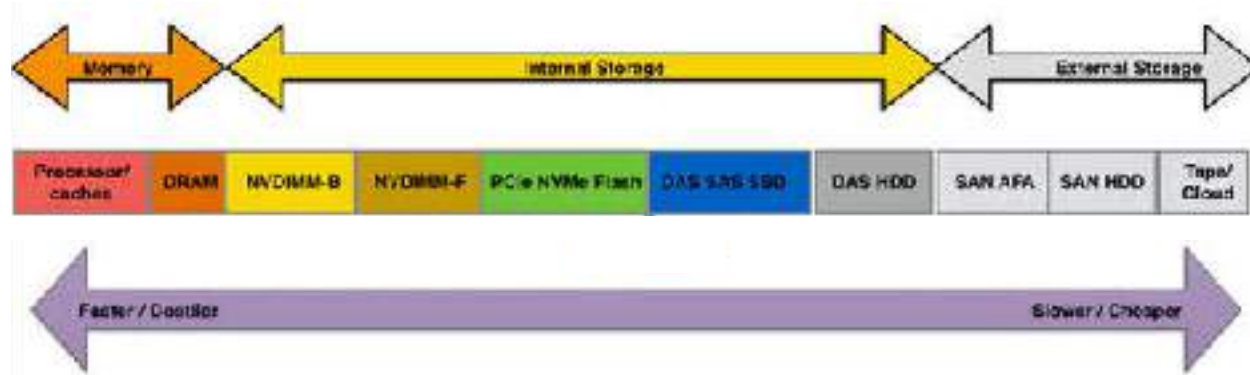 Memory
Internal Storage
External Storage
Processor/
caches
DRAM
NVDIMM-B
NVDIMM-F
PCIe NVMe Flash
DAS SAS SSD
DAS HDD
SAN AFA
SAN HDD
Tape/
Cloud
Faster / Costlier
Slower / Cheaper